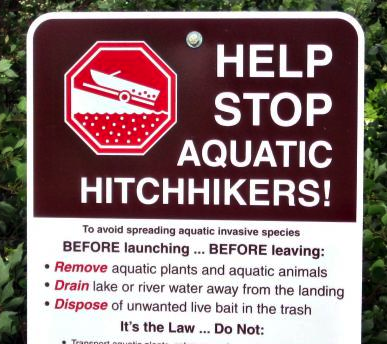 HELP
STOP
AQUATIC
HITCHHIKERS!
To avoid spreading aquatic invasive species
BEFORE launching ... BEFORE leaving:
• Remove aquatic plants and aquatic animals
• Drain lake or river water away from the landing
• Dispose of unwanted live bait in the trash
It's the Law ... Do Not:
• Transport aquatic plants,